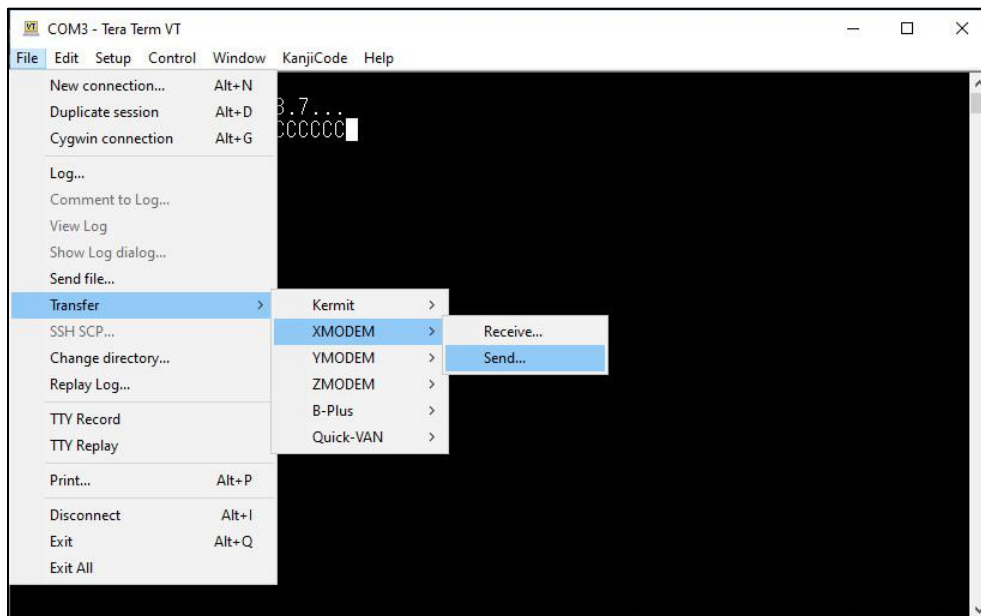 COM3 - Tera Term VT
File Edit Setup Control Window KanjiCode Help
New connection... Alt+N
Duplicate session Alt+D
Cygwin connection Alt+G
Log...
Comment to Log...
View Log
Show Log dialog...
Send file...
Transfer
SSH SCP...
Change directory...
Replay Log...
TTY Record
TTY Replay
Print... Alt+P
Disconnect Alt+I
Exit Alt+Q
Exit All
Kermit
XMODEM
YMODEM
ZMODEM
B-Plus
Quick-VAN
Receive...
Send...
3.7...
CCCCCC